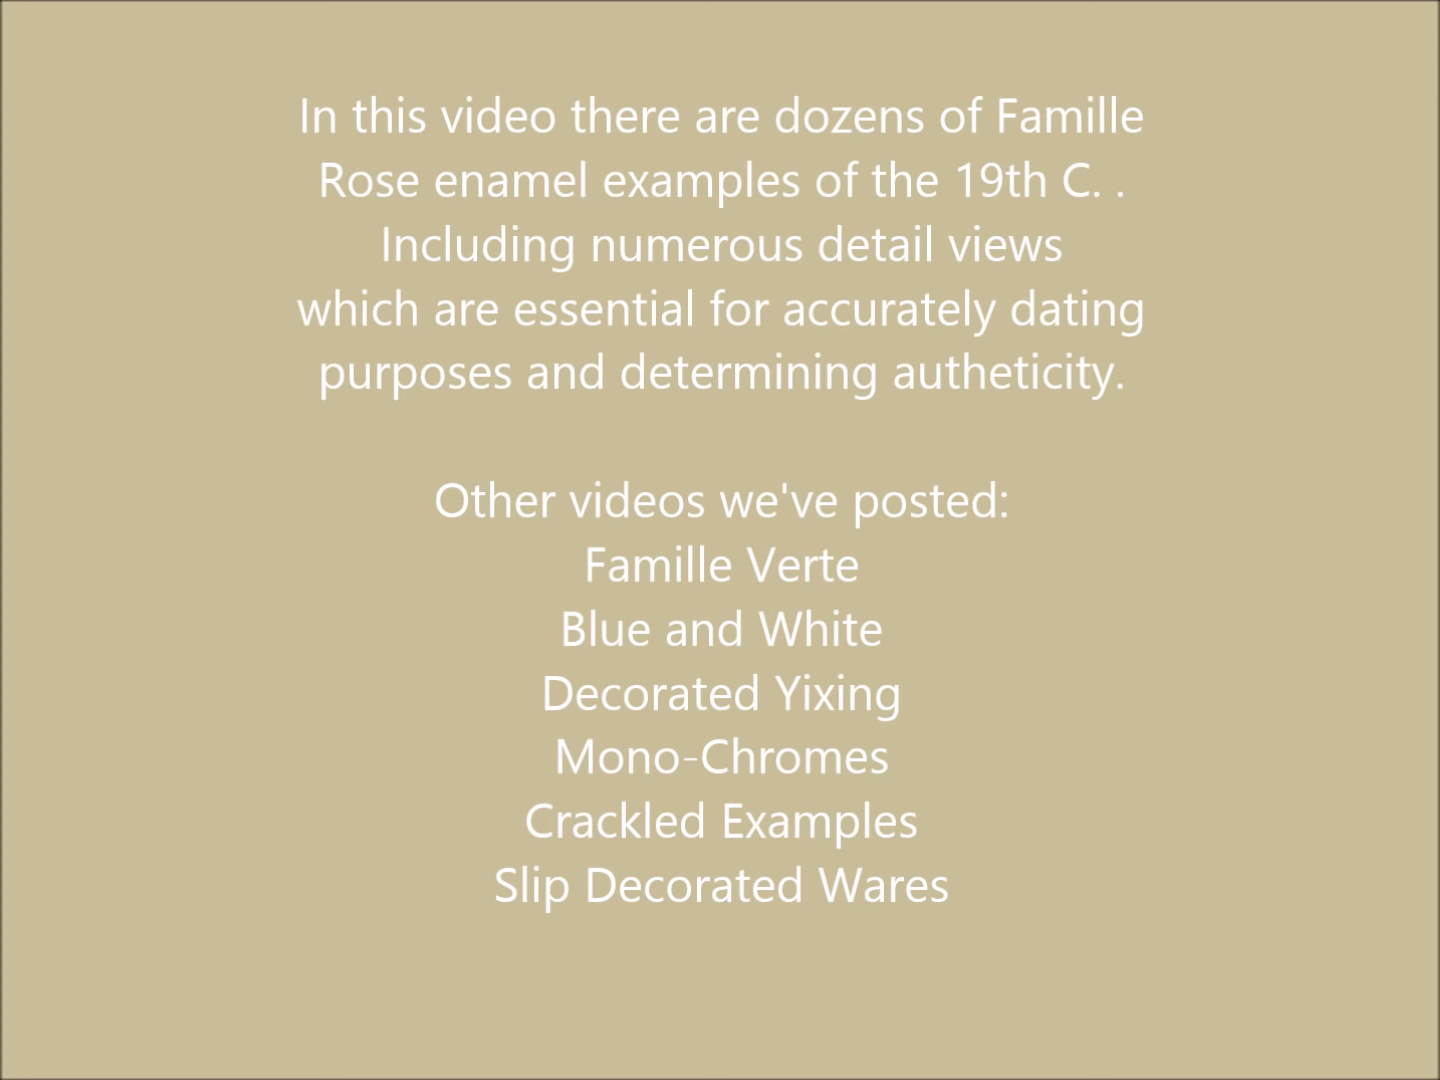 In this video there are dozens of Famille
Rose enamel examples of the 19th C. .
Including numerous detail views
which are essential for accurately dating
purposes and determining autheticity.
Other videos we've posted:
Famille Verte
Blue and White
Decorated Yixing
Mono-Chromes
Crackled Examples
Slip Decorated Wares